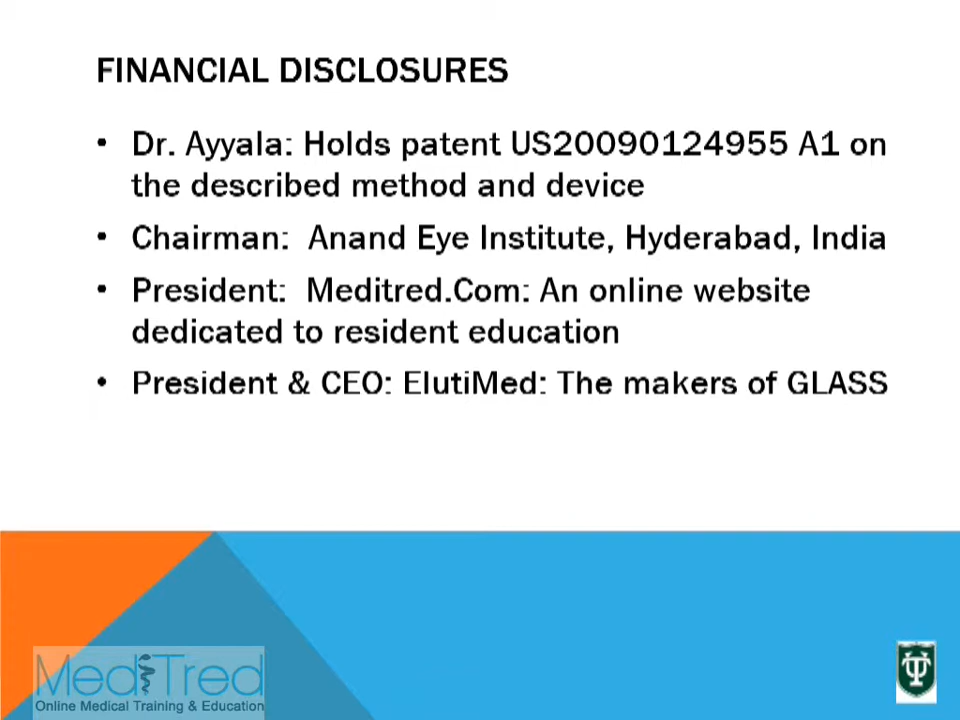 FINANCIAL DISCLOSURES
• Dr. Ayyala: Holds patent US20090124955 A1 on
the described method and device
• Chairman: Anand Eye Institute, Hyderabad, India
• President: Meditred.Com: An online website
dedicated to resident education
• President & CEO: ElutiMed: The makers of GLASS
MediTred
Online Medical Training & Education